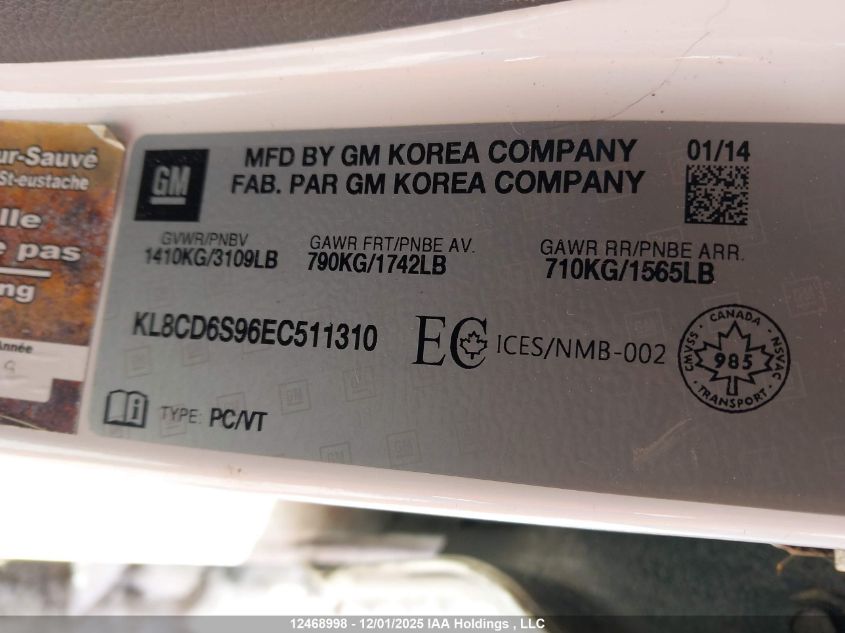 ur-Sauvé
St-eustache
lle
e pas
ng
Année
GM
MFD BY GM KOREA COMPANY
FAB. PAR GM KOREA COMPANY
01/14
GVWR/PNBV
1410KG/3109LB
GAWR FRT/PNBE AV.
790KG/1742LB
GAWR RR/PNBE ARR.
710KG/1565LB
KL8CD6S96EC511310
EC ICES/NMB-002
CANADA
CMVSS
NSVAC
985
TRANSPORT
TYPE: PC/VT
12468998 - 12/01/2025 IAA Holdings , LLC